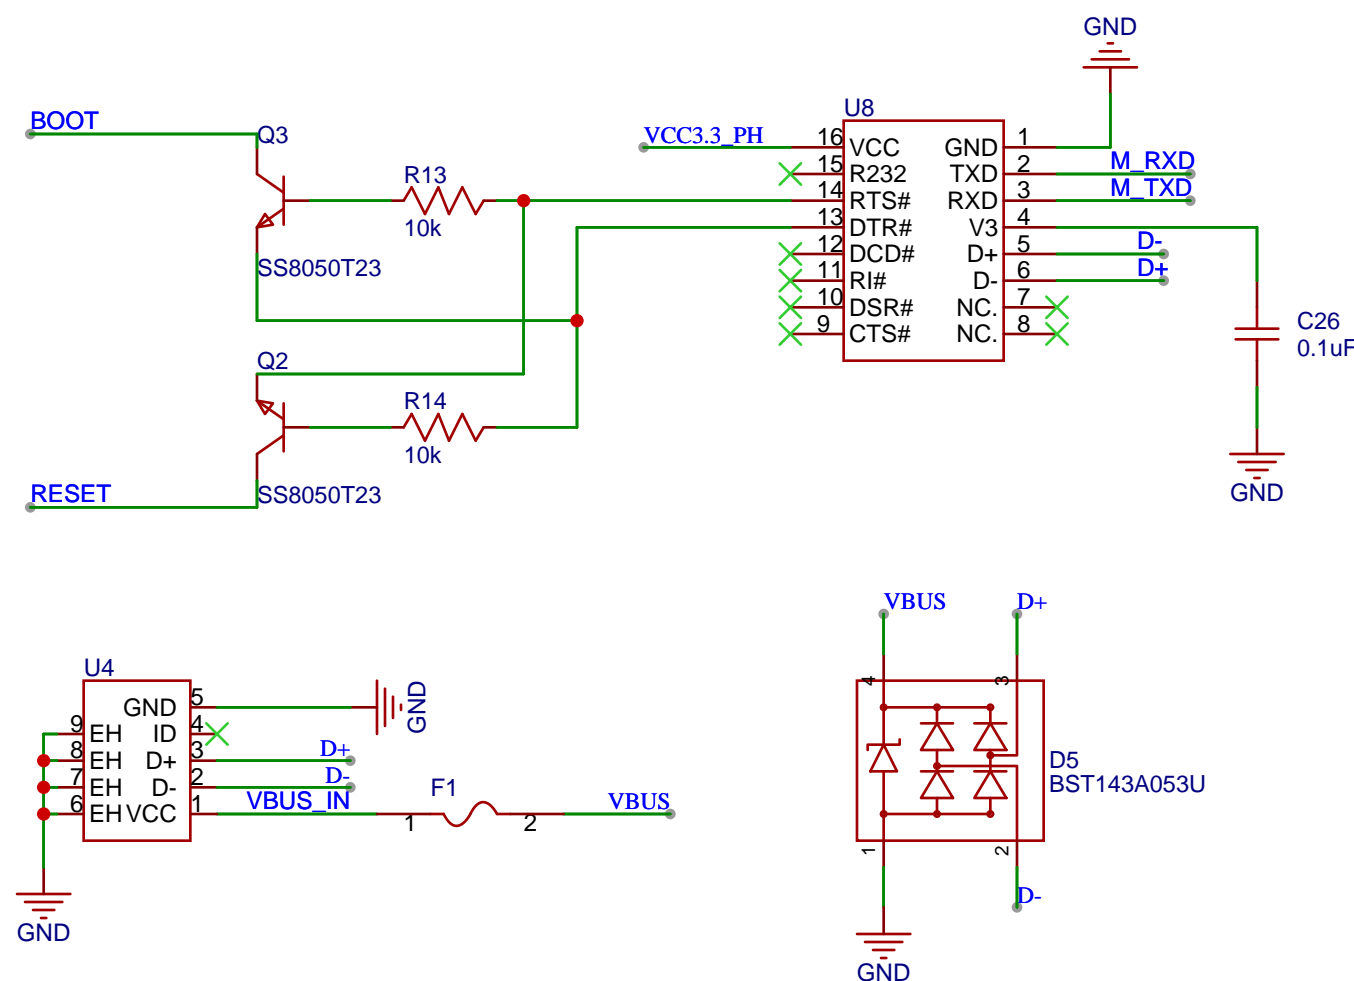 GND
BOOT
Q3
R13
10k
SS8050T23
VCC3.3_PH
U8
16 VCC GND 1
15 R232 TXD 2 M_RXD
14 RTS# RXD 3 M_TXD
13 DTR# V3 4
12 DCD# D+ 5 D-
11 RI# D- 6 D+
10 DSR# NC. 7
9 CTS# NC. 8
C26
0.1uF
GND
Q2
R14
10k
RESET
SS8050T23
U4
GND 5 GND
9 EH ID 4
8 EH D+ 3 D+
7 EH D- 2 D-
6 EH VCC 1 VBUS_IN
F1
1 2
VBUS
GND
VBUS D+
4 3
D5
BST143A053U
1 2
D-
GND